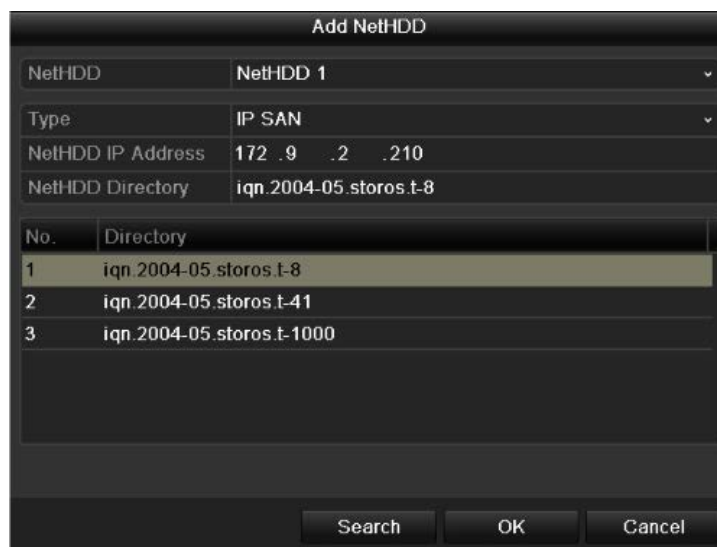 Add NetHDD
NetHDD NetHDD 1
Type IP SAN
NetHDD IP Address 172 .9 .2 .210
NetHDD Directory iqn.2004-05.storos.t-8
No. Directory
1 iqn.2004-05.storos.t-8
2 iqn.2004-05.storos.t-41
3 iqn.2004-05.storos.t-1000
Search OK Cancel